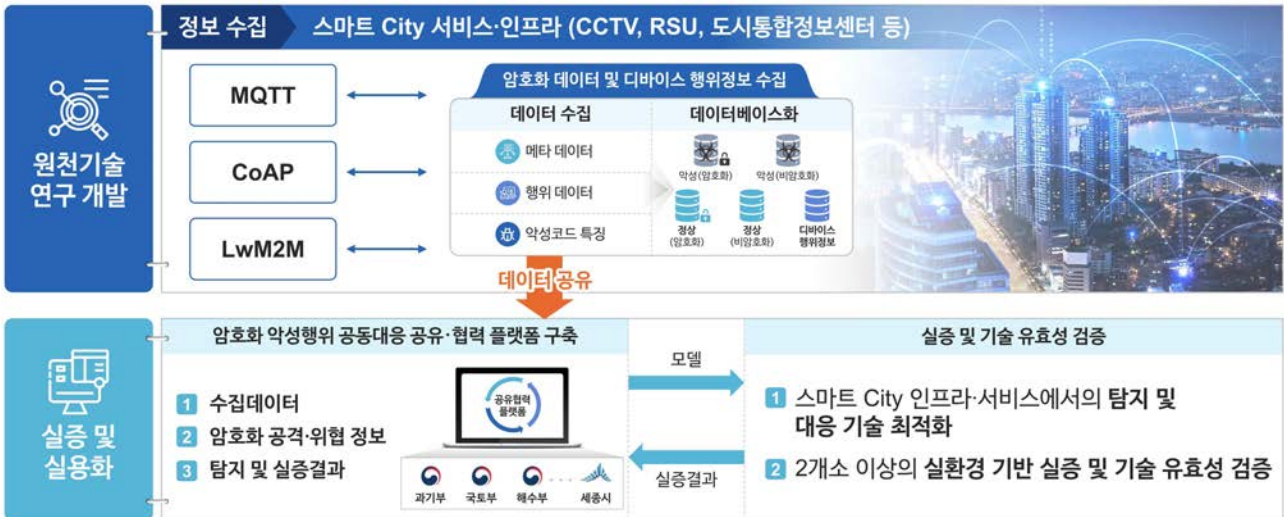 정보 수집
스마트 City 서비스·인프라 (CCTV, RSU, 도시통합정보센터 등)
원천기술
연구 개발
MQTT
CoAP
LwM2M
암호화 데이터 및 디바이스 행위정보 수집
데이터 수집
데이터베이스화
메타 데이터
행위 데이터
악성코드 특징
악성(암호화)
악성(비암호화)
정상
(암호화)
정상
(비암호화)
디바이스
행위정보
데이터 공유
실증 및
실용화
암호화 악성행위 공동대응 공유·협력 플랫폼 구축
1 수집데이터
2 암호화 공격·위협 정보
3 탐지 및 실증결과
공유협력
플랫폼
과기부
국토부
해수부
세종시
모델
실증결과
실증 및 기술 유효성 검증
1 스마트 City 인프라·서비스에서의 탐지 및
대응 기술 최적화
2 2개소 이상의 실환경 기반 실증 및 기술 유효성 검증